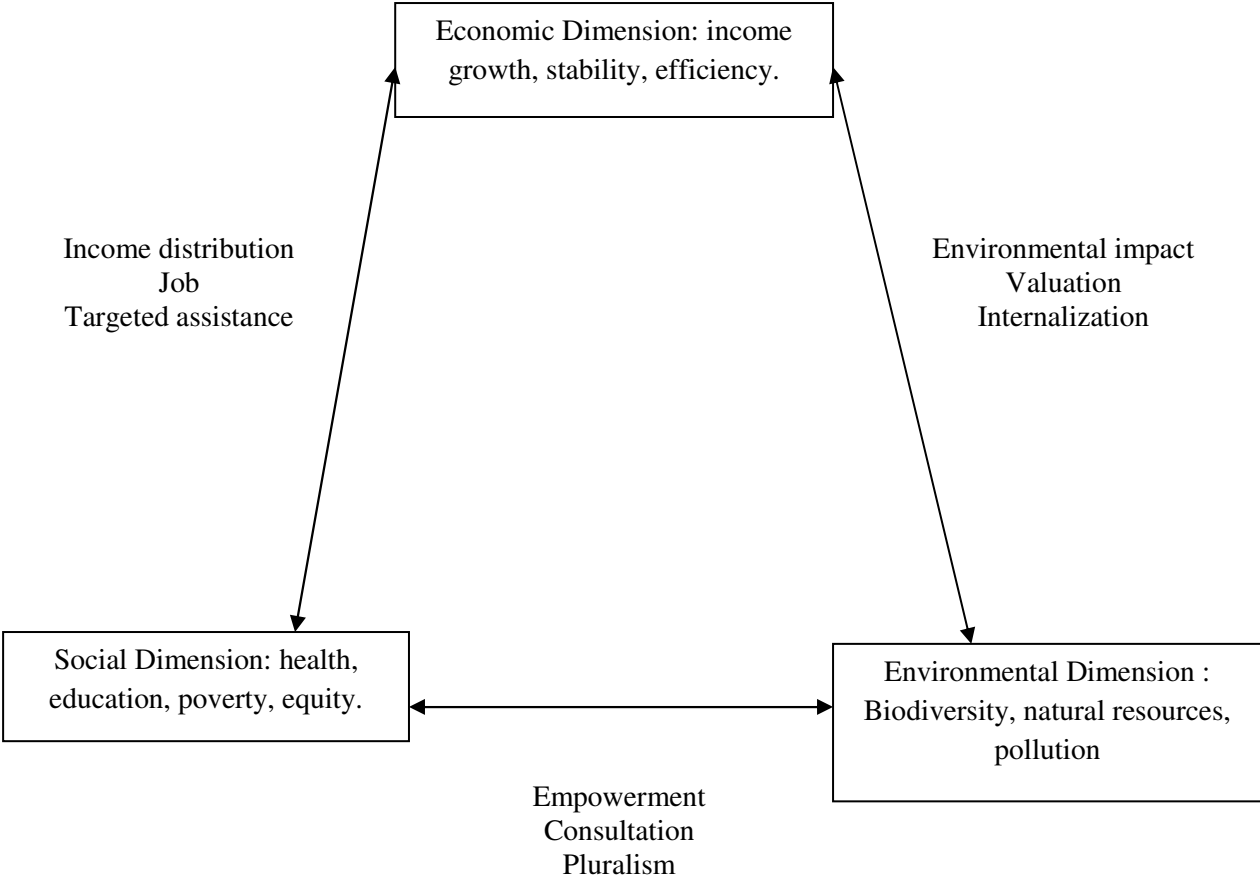 Economic Dimension: income
growth, stability, efficiency.
Income distribution
Job
Targeted assistance
Environmental impact
Valuation
Internalization
Social Dimension: health,
education, poverty, equity.
Environmental Dimension :
Biodiversity, natural resources,
pollution
Empowerment
Consultation
Pluralism